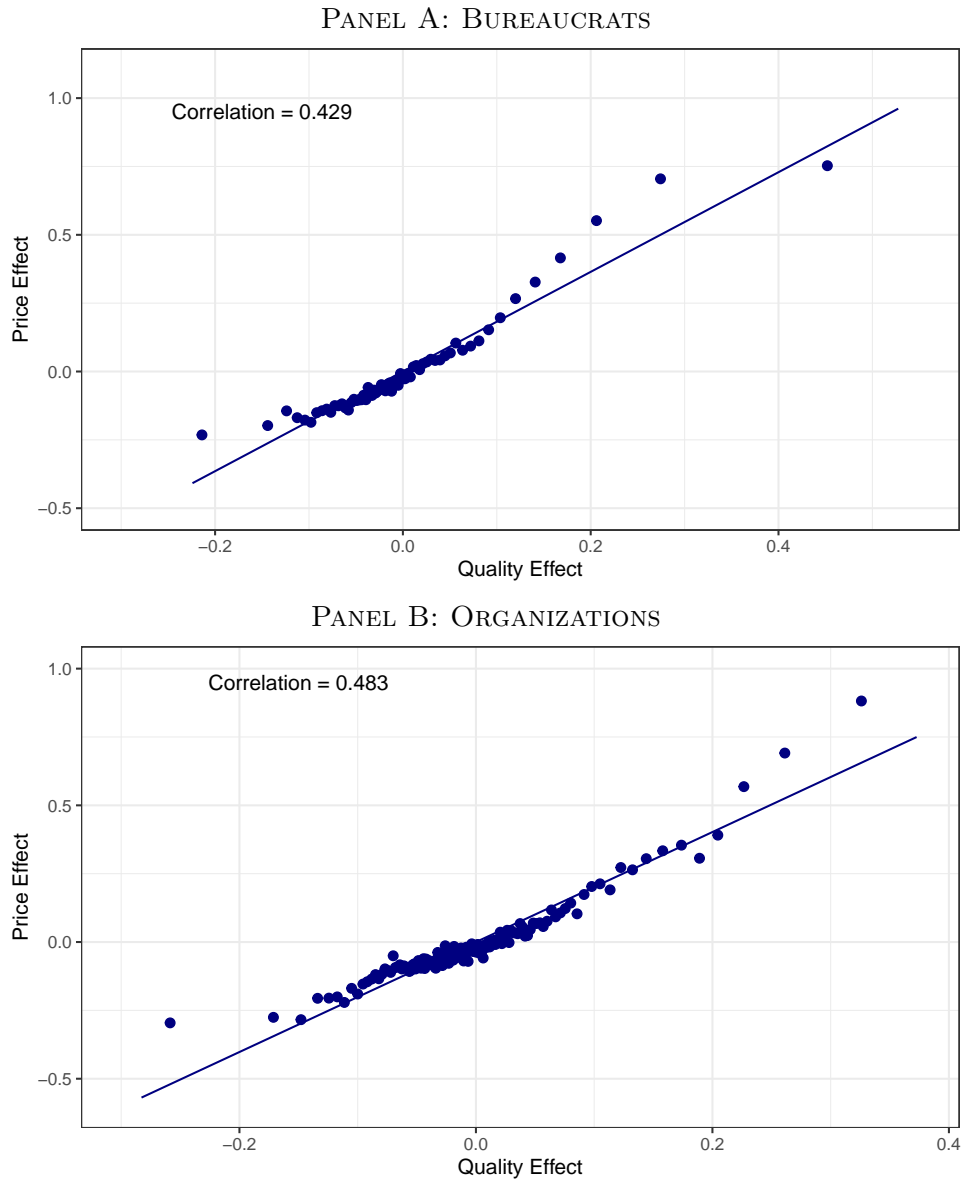 PANEL A: BUREAUCRATS
1.0
Correlation = 0.429
0.5
Price Effect
0.0
−0.5
−0.2 0.0 0.2 0.4
Quality Effect
PANEL B: ORGANIZATIONS
1.0
Correlation = 0.483
0.5
Price Effect
0.0
−0.5
−0.2 0.0 0.2 0.4
Quality Effect